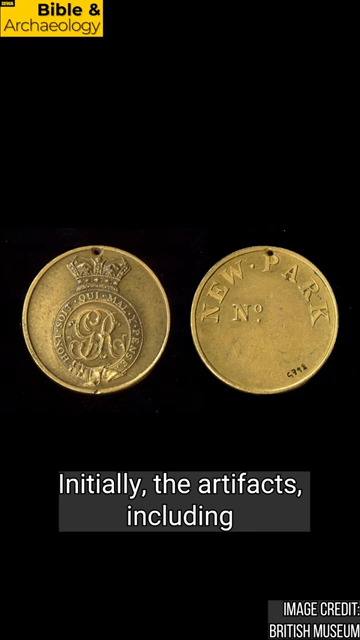 Bible &
Archaeology
HONI·SOIT·QUI·MAL·Y·PENSE
GR
NEW·PARK
Nº
Initially, the artifacts,
including
IMAGE CREDIT:
BRITISH MUSEUM